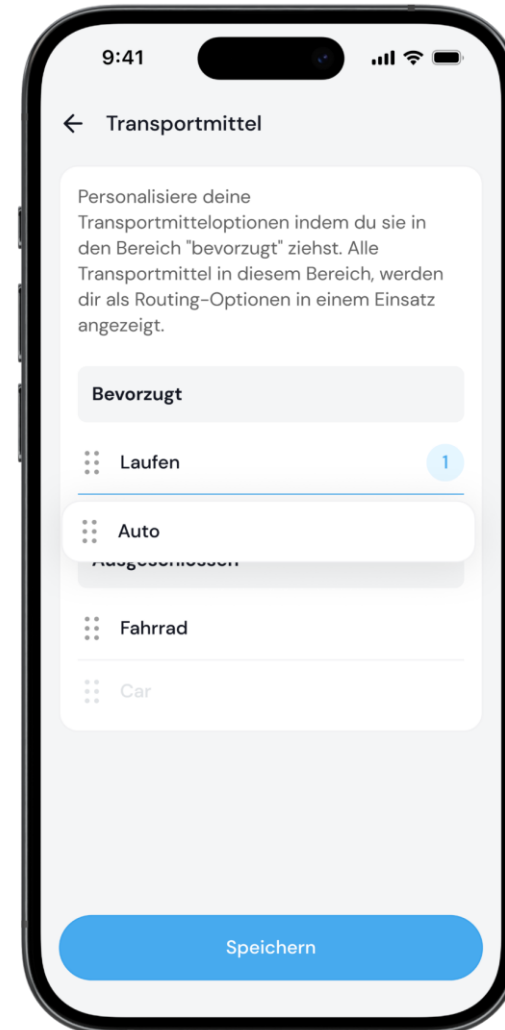 9:41
Transportmittel
Personalisiere deine
Transportmitteloptionen indem du sie in
den Bereich "bevorzugt" ziehst. Alle
Transportmittel in diesem Bereich, werden
dir als Routing-Optionen in einem Einsatz
angezeigt.
Bevorzugt
Laufen 1
Auto
Ausgeschlossen
Fahrrad
Car
Speichern